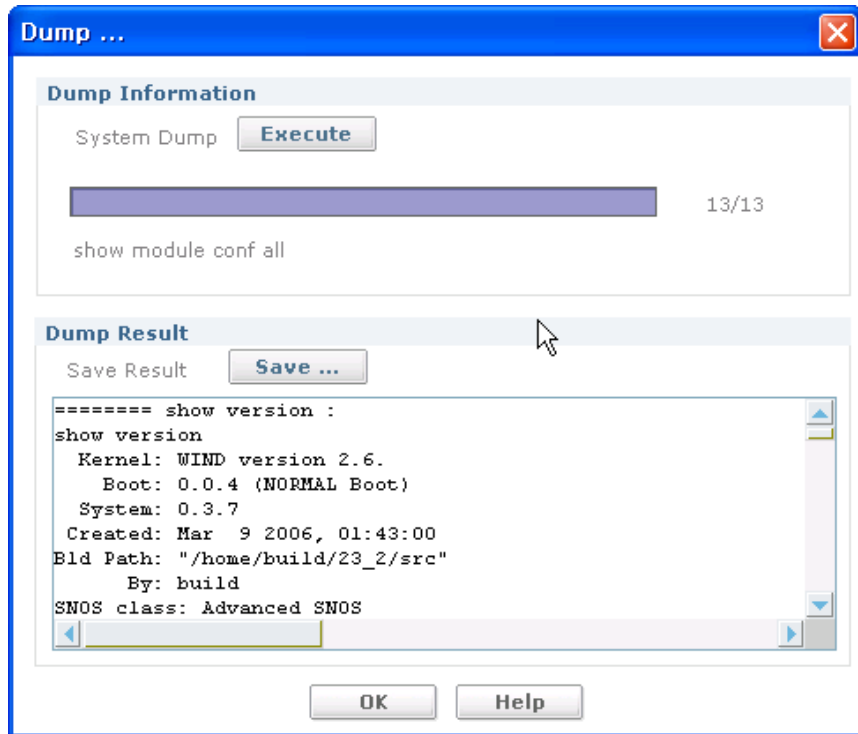 Dump ...
Dump Information
System Dump Execute
13/13
show module conf all
Dump Result
Save Result Save ...
======== show version :
show version
Kernel: WIND version 2.6.
Boot: 0.0.4 (NORMAL Boot)
System: 0.3.7
Created: Mar  9 2006, 01:43:00
Bld Path: "/home/build/23_2/src"
By: build
SNOS class: Advanced SNOS
OK Help